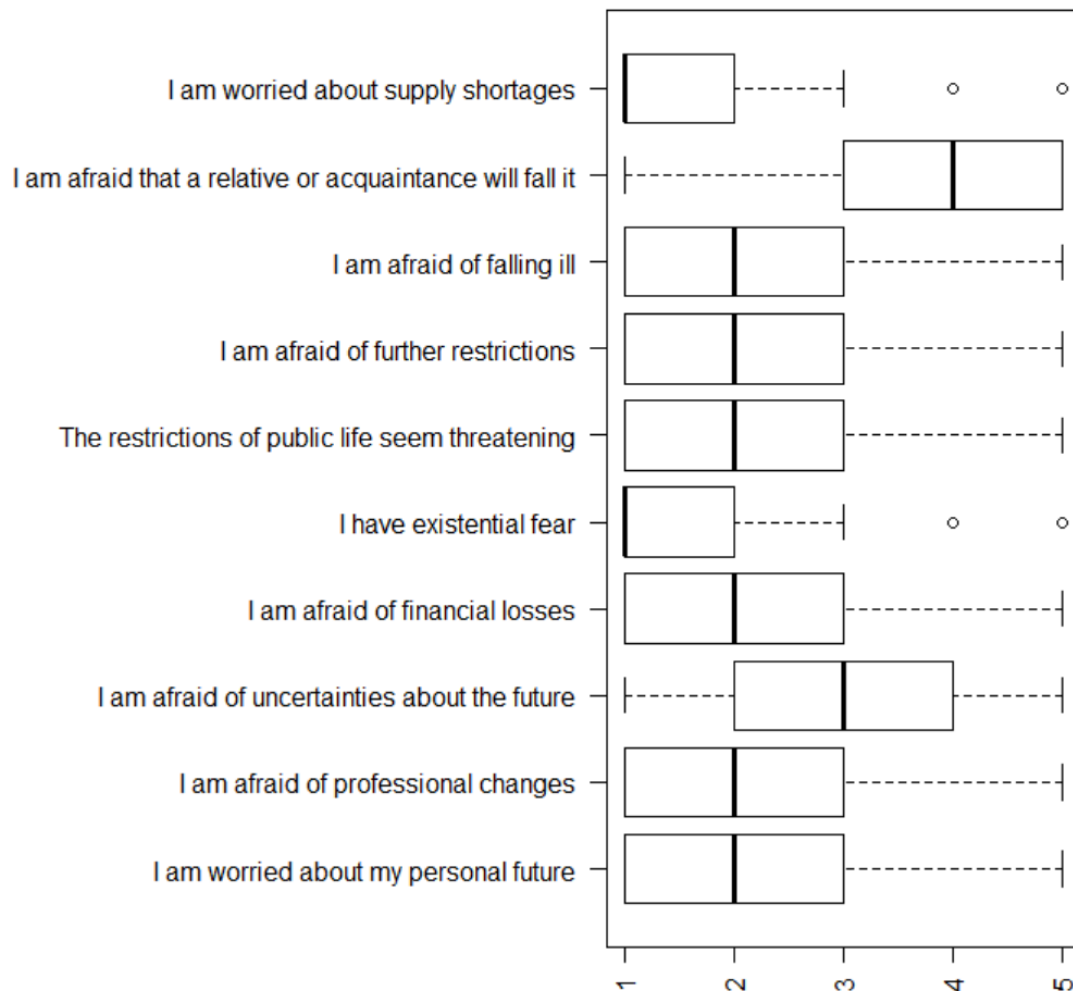 I am worried about supply shortages
I am afraid that a relative or acquaintance will fall it
I am afraid of falling ill
I am afraid of further restrictions
The restrictions of public life seem threatening
I have existential fear
I am afraid of financial losses
I am afraid of uncertainties about the future
I am afraid of professional changes
I am worried about my personal future
1 2 3 4 5